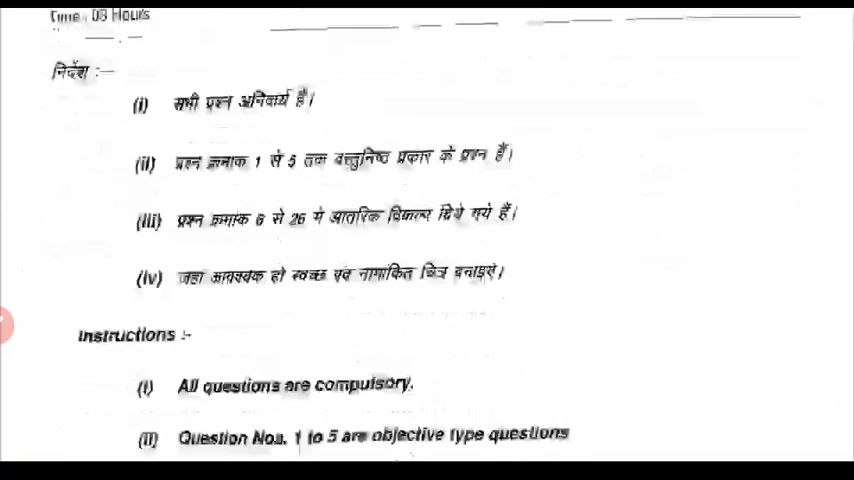 Time : 03 Hours
निर्देश :—
(i) सभी प्रश्न अनिवार्य हैं।
(ii) प्रश्न क्रमांक 1 से 5 तक वस्तुनिष्ठ प्रकार के प्रश्न हैं।
(iii) प्रश्न क्रमांक 6 से 26 में आंतरिक विकल्प दिये गये हैं।
(iv) जहां आवश्यक हो स्वच्छ एवं नामांकित चित्र बनाइए।
Instructions :-
(i) All questions are compulsory.
(ii) Question Nos. 1 to 5 are objective type questions